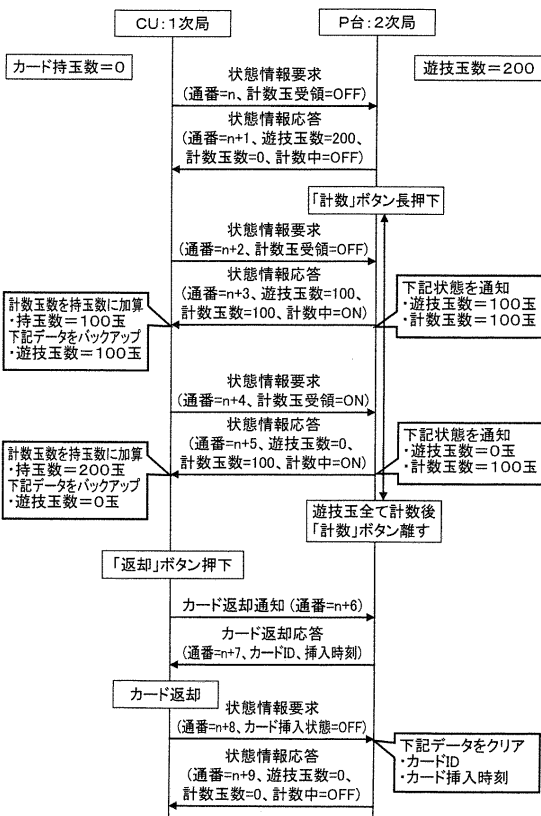 CU:1次局
P台:2次局
カード持玉数=0
遊技玉数=200
状態情報要求
(通番=n、計数玉受領=OFF)
状態情報応答
(通番=n+1、遊技玉数=200、
計数玉数=0、計数中=OFF)
「計数」ボタン長押下
状態情報要求
(通番=n+2、計数玉受領=OFF)
状態情報応答
(通番=n+3、遊技玉数=100、
計数玉数=100、計数中=ON)
下記状態を通知
・遊技玉数=100玉
・計数玉数=100玉
計数玉数を持玉数に加算
・持玉数=100玉
下記データをバックアップ
・遊技玉数=100玉
状態情報要求
(通番=n+4、計数玉受領=ON)
状態情報応答
(通番=n+5、遊技玉数=0、
計数玉数=100、計数中=ON)
下記状態を通知
・遊技玉数=0玉
・計数玉数=100玉
計数玉数を持玉数に加算
・持玉数=200玉
下記データをバックアップ
・遊技玉数=0玉
遊技玉全て計数後
「計数」ボタン離す
「返却」ボタン押下
カード返却通知(通番=n+6)
カード返却応答
(通番=n+7、カードID、挿入時刻)
カード返却
状態情報要求
(通番=n+8、カード挿入状態=OFF)
状態情報応答
(通番=n+9、遊技玉数=0、
計数玉数=0、計数中=OFF)
下記データをクリア
・カードID
・カード挿入時刻